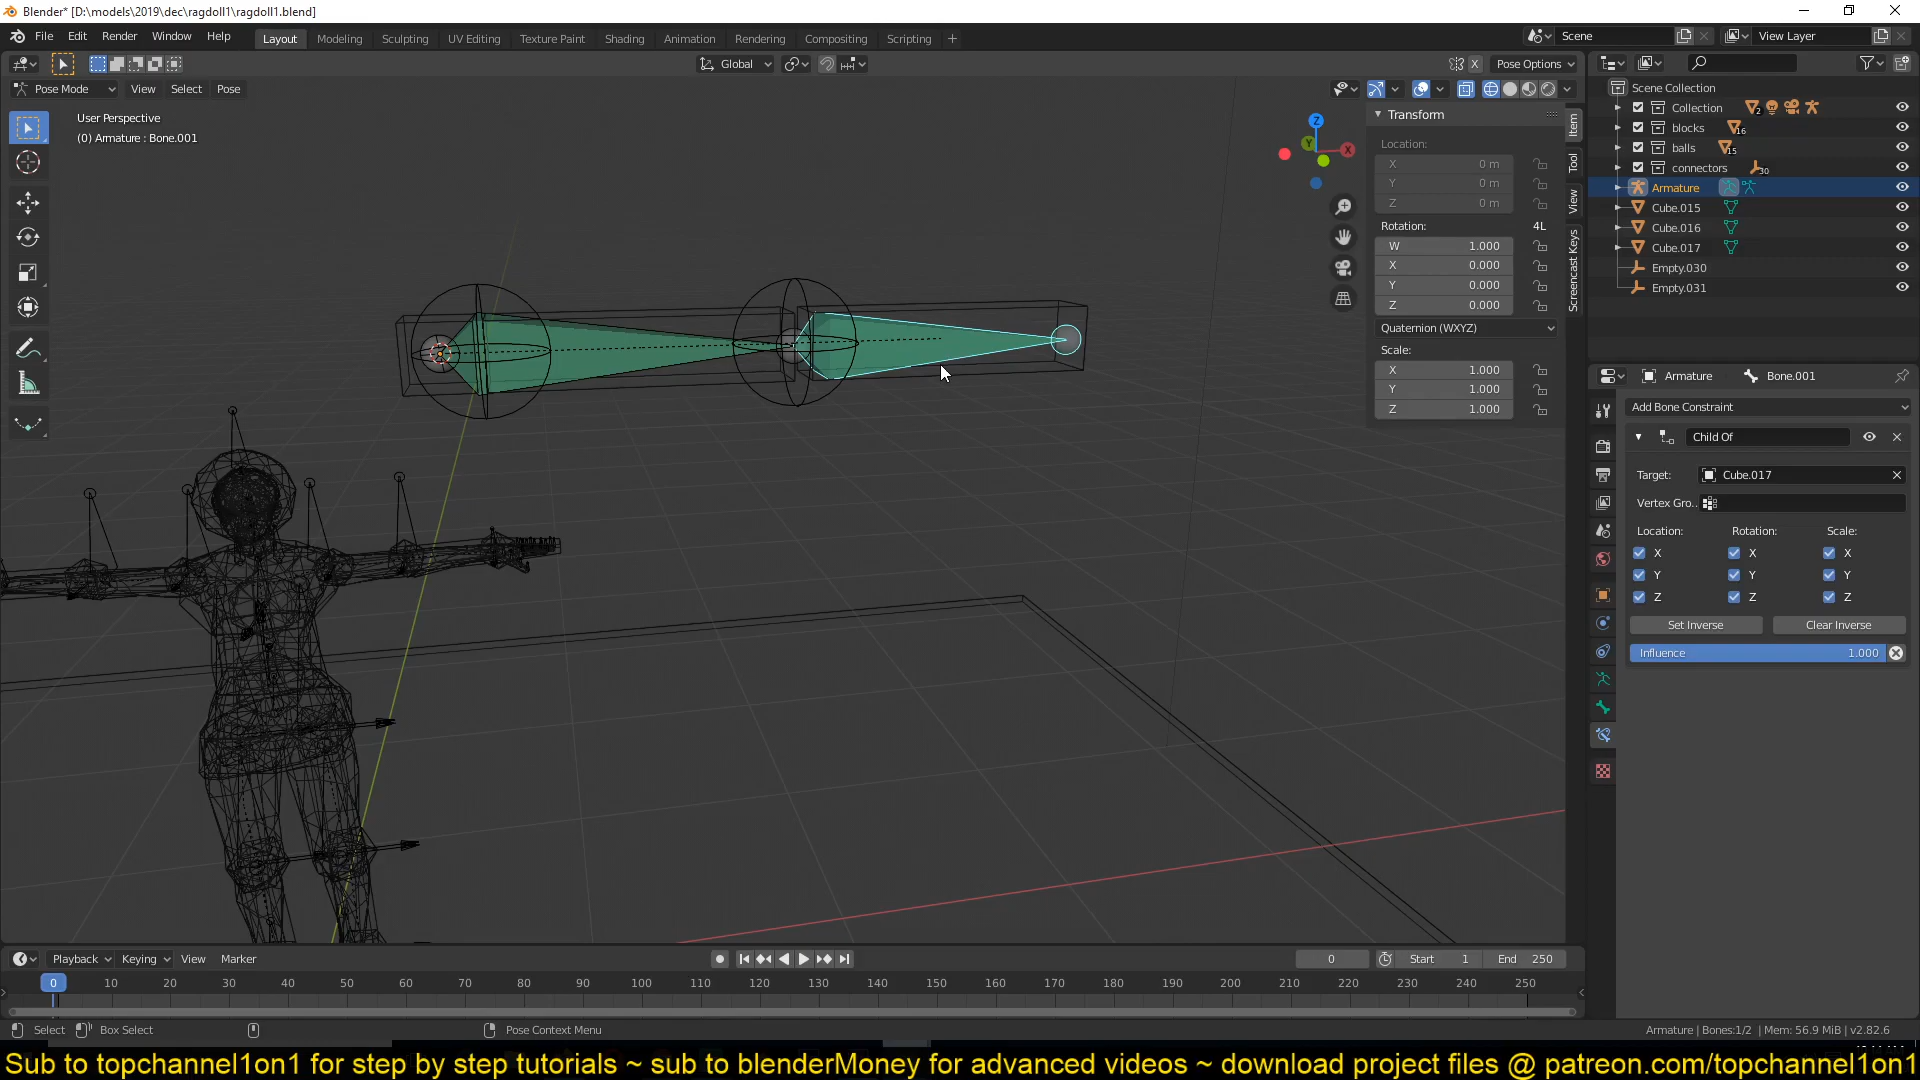 Blender* [D:\models\2019\dec\ragdoll1\ragdoll1.blend]
File Edit Render Window Help Layout Modeling Sculpting UV Editing Texture Paint Shading Animation Rendering Compositing Scripting + Scene View Layer
Global X Pose Options
Pose Mode View Select Pose
User Perspective
(0) Armature : Bone.001
Z
Y
X
Transform
Location:
X 0 m
Y 0 m
Z 0 m
Rotation: 4L
W 1.000
X 0.000
Y 0.000
Z 0.000
Quaternion (WXYZ)
Scale:
X 1.000
Y 1.000
Z 1.000
Item
Tool
View
Screencast Keys
Scene Collection
Collection 2
blocks 16
balls 15
connectors 30
Armature
Cube.015
Cube.016
Cube.017
Empty.030
Empty.031
Armature Bone.001
Add Bone Constraint
Child Of
Target: Cube.017
Vertex Gro..
Location: Rotation: Scale:
X X X
Y Y Y
Z Z Z
Set Inverse Clear Inverse
Influence 1.000
Playback Keying View Marker 0 Start 1 End 250
0 10 20 30 40 50 60 70 80 90 100 110 120 130 140 150 160 170 180 190 200 210 220 230 240 250
Select Box Select Pose Context Menu Armature | Bones:1/2 | Mem: 56.9 MiB | v2.82.6
Sub to topchannel1on1 for step by step tutorials ~ sub to blenderMoney for advanced videos ~ download project files @ patreon.com/topchannel1on1